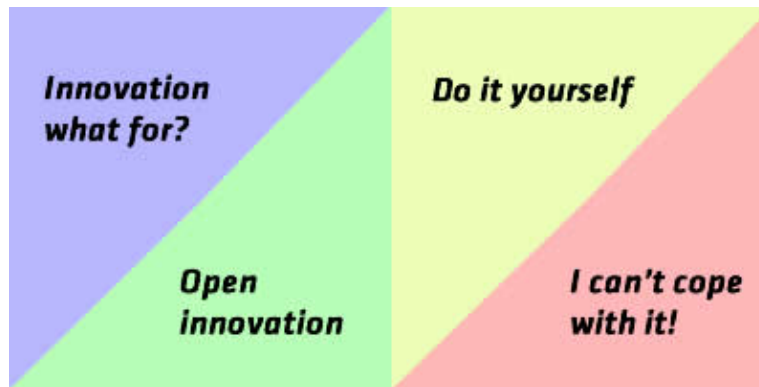 Innovation
what for?
Open
innovation
Do it yourself
I can't cope
with it!